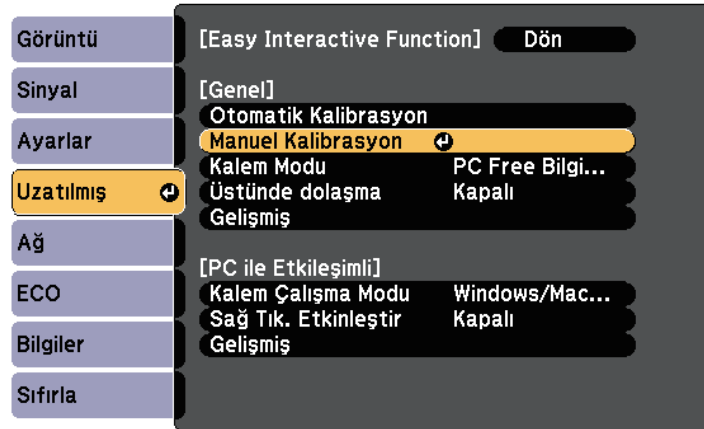 Görüntü
Sinyal
Ayarlar
Uzatılmış
Ağ
ECO
Bilgiler
Sıfırla
[Easy Interactive Function] Dön
[Genel]
Otomatik Kalibrasyon
Manuel Kalibrasyon
Kalem Modu PC Free Bilgi...
Üstünde dolaşma Kapalı
Gelişmiş
[PC ile Etkileşimli]
Kalem Çalışma Modu Windows/Mac...
Sağ Tık. Etkinleştir Kapalı
Gelişmiş